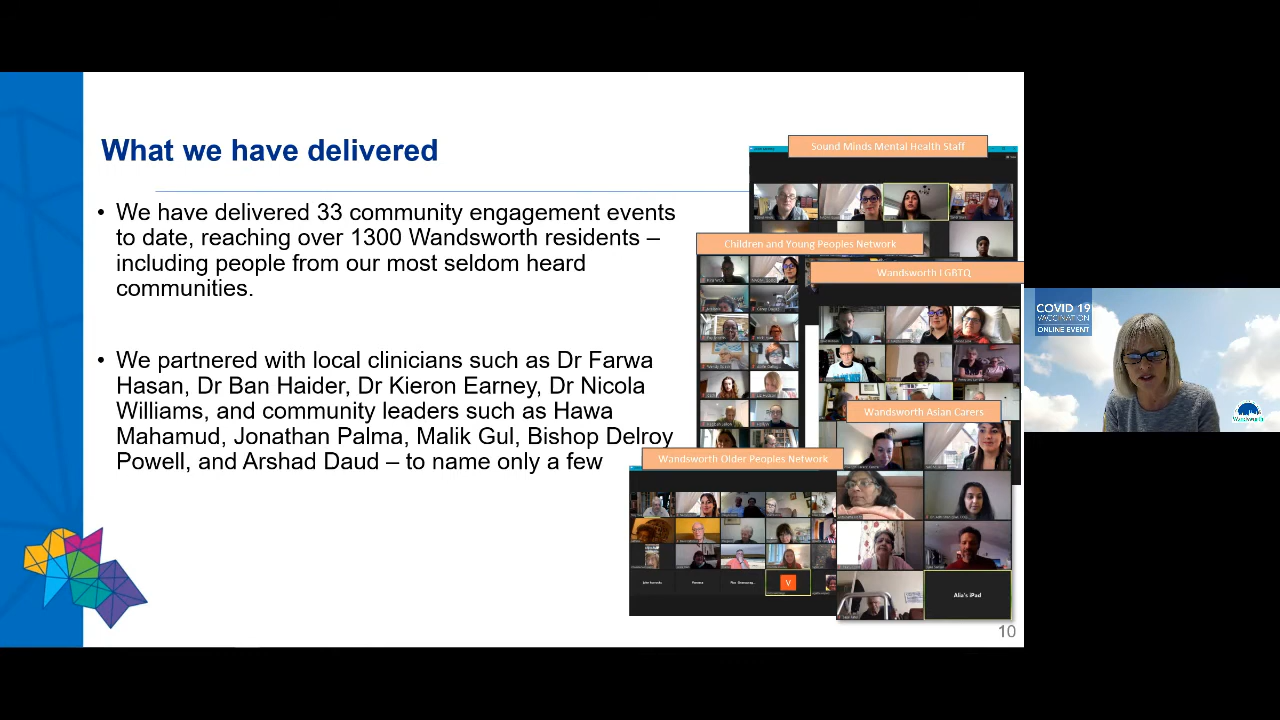 What we have delivered
• We have delivered 33 community engagement events
to date, reaching over 1300 Wandsworth residents –
including people from our most seldom heard
communities.
• We partnered with local clinicians such as Dr Farwa
Hasan, Dr Ban Haider, Dr Kieron Earney, Dr Nicola
Williams, and community leaders such as Hawa
Mahamud, Jonathan Palma, Malik Gul, Bishop Delroy
Powell, and Arshad Daud – to name only a few
Sound Minds Mental Health Staff
Children and Young Peoples Network
Wandsworth LGBTQ
Wandsworth Asian Carers
Wandsworth Older Peoples Network
V
Alia's iPad
10
COVID 19
VACCINATION
ONLINE EVENT
Wandsworth